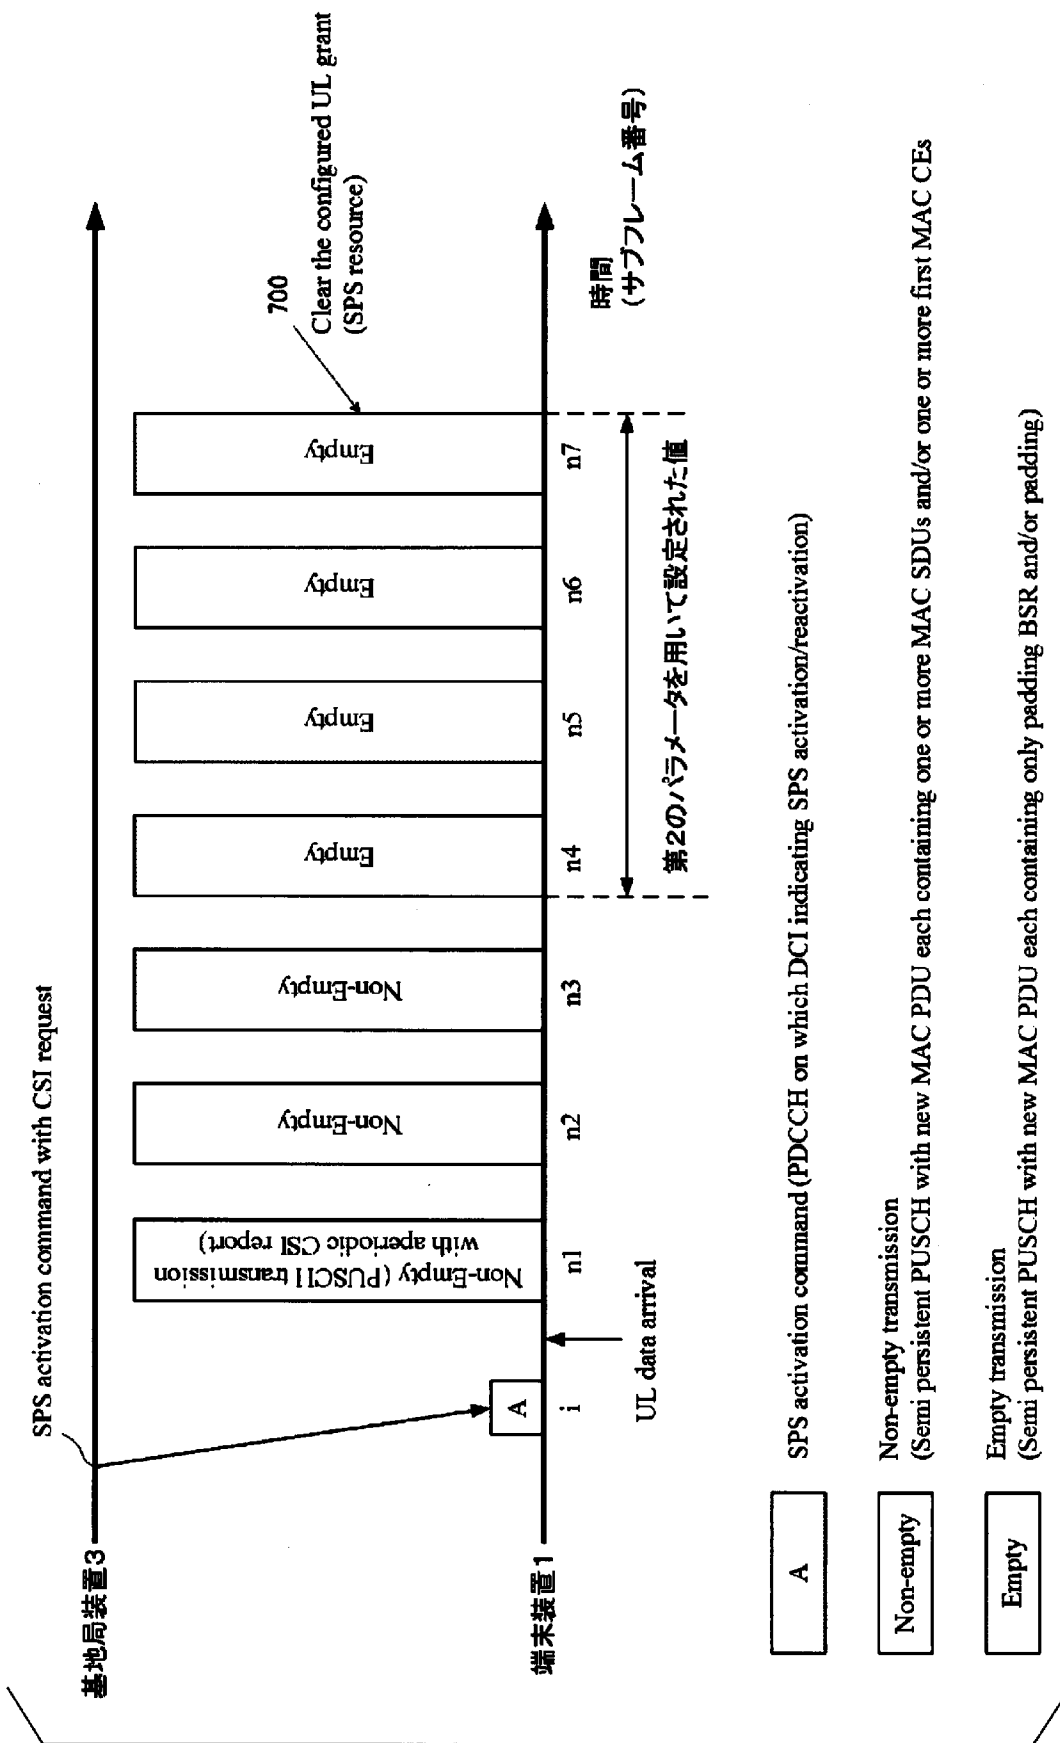 SPS activation command with CSI request
基地局装置3
700
Clear the configured UL grant
(SPS resource)
Non-Empty (PUSCH transmission
with aperiodic CSI report)
Non-Empty
Non-Empty
Empty
Empty
Empty
Empty
A
端末装置1
i
n1
n2
n3
n4
n5
n6
n7
時間
(サブフレーム番号)
UL data arrival
第2のパラメータを用いて設定された値
A
SPS activation command (PDCCH on which DCI indicating SPS activation/reactivation)
Non-empty
Non-empty transmission
(Semi persistent PUSCH with new MAC PDU each containing one or more MAC SDUs and/or one or more first MAC CEs
Empty
Empty transmission
(Semi persistent PUSCH with new MAC PDU each containing only padding BSR and/or padding)